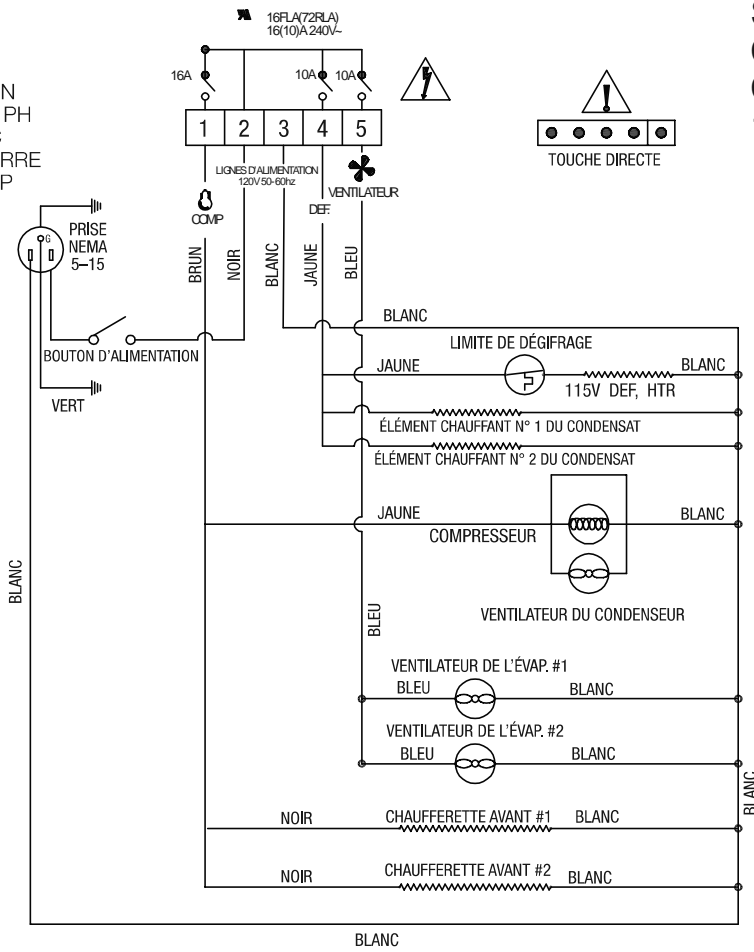 16FLA(72RLA)
16(10)A 240V~
16A
10A
10A
N
PH
RRE
P
1
2
3
4
5
LIGNES D'ALIMENTATION
120V 50-60hz
VENTILATEUR
COMP
DEF.
TOUCHE DIRECTE
G
PRISE
NEMA
5–15
BRUN
NOIR
BLANC
JAUNE
BLEU
BOUTON D'ALIMENTATION
VERT
BLANC
LIMITE DE DÉGIFRAGE
JAUNE
BLANC
115V DEF, HTR
ÉLÉMENT CHAUFFANT N° 1 DU CONDENSAT
ÉLÉMENT CHAUFFANT N° 2 DU CONDENSAT
JAUNE
BLANC
COMPRESSEUR
VENTILATEUR DU CONDENSEUR
BLANC
BLEU
VENTILATEUR DE L'ÉVAP. #1
BLEU
BLANC
VENTILATEUR DE L'ÉVAP. #2
BLEU
BLANC
BLANC
NOIR
CHAUFFERETTE AVANT #1
BLANC
NOIR
CHAUFFERETTE AVANT #2
BLANC
BLANC